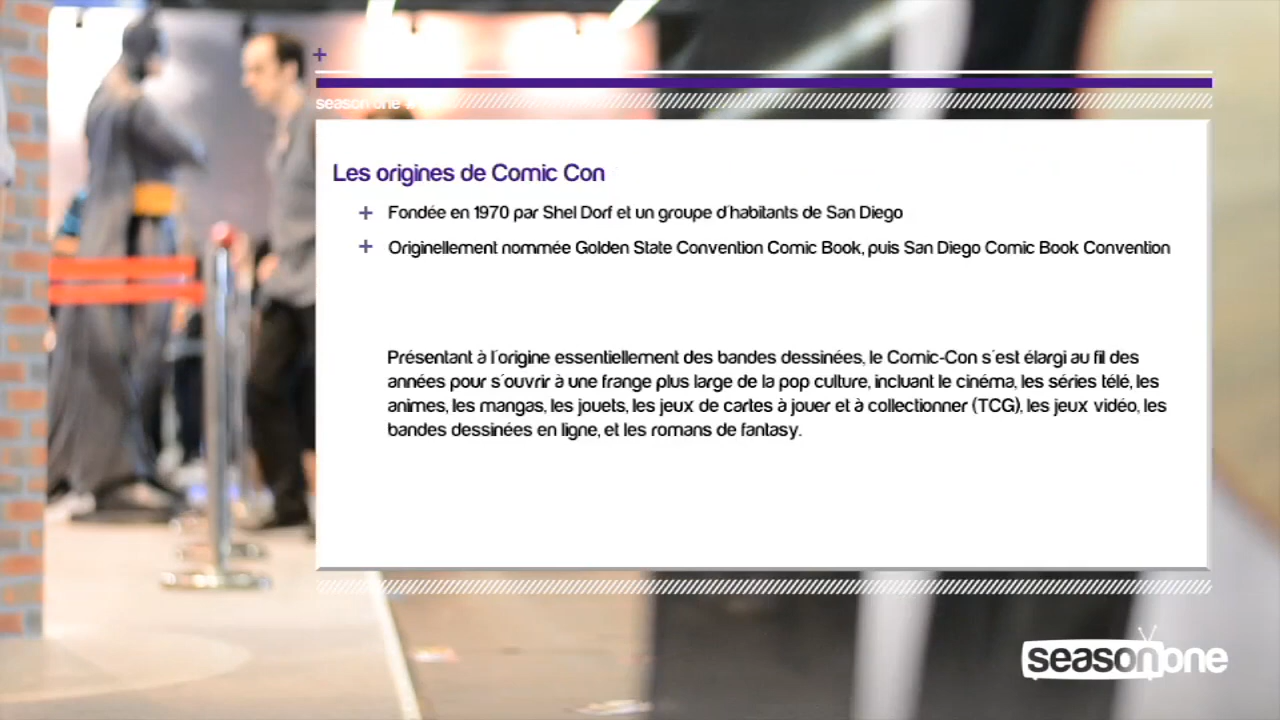 season one
Les origines de Comic Con
Fondée en 1970 par Shel Dorf et un groupe d'habitants de San Diego
Originellement nommée Golden State Convention Comic Book, puis San Diego Comic Book Convention
Présentant à l'origine essentiellement des bandes dessinées, le Comic-Con s'est élargi au fil des
années pour s'ouvrir à une frange plus large de la pop culture, incluant le cinéma, les séries télé, les
animes, les mangas, les jouets, les jeux de cartes à jouer et à collectionner (TCG), les jeux vidéo, les
bandes dessinées en ligne, et les romans de fantasy.
seasonone